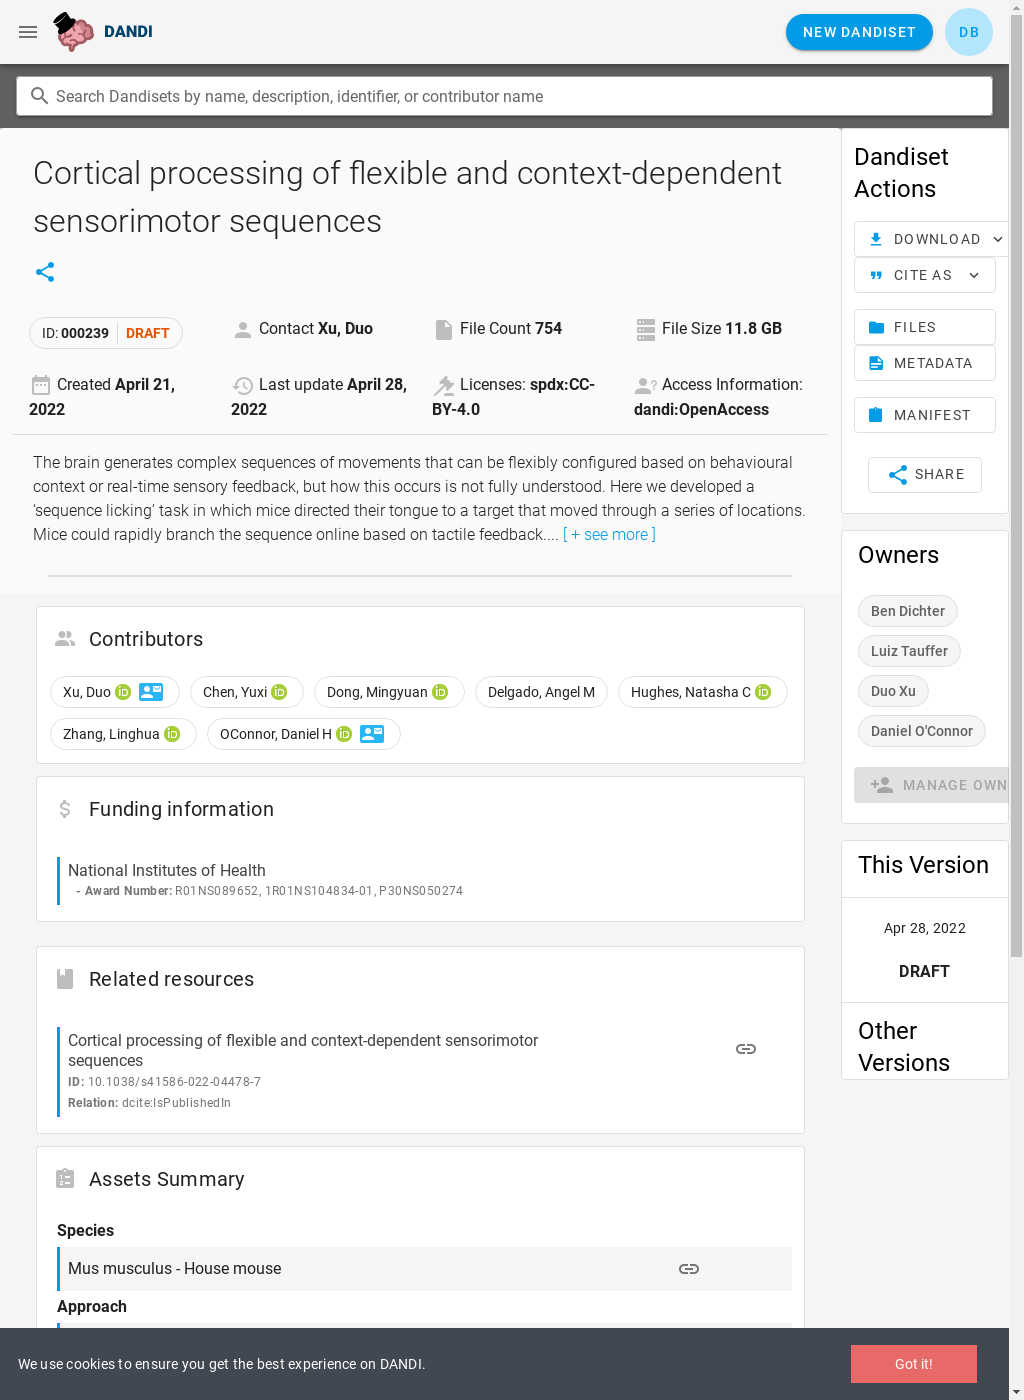 DANDI
NEW DANDISET
DB
Search Dandisets by name, description, identifier, or contributor name
Cortical processing of flexible and context-dependent
sensorimotor sequences
ID: 000239 DRAFT
Contact Xu, Duo
File Count 754
File Size 11.8 GB
Created April 21,
2022
Last update April 28,
2022
Licenses: spdx:CC-
BY-4.0
Access Information:
dandi:OpenAccess
The brain generates complex sequences of movements that can be flexibly configured based on behavioural
context or real-time sensory feedback, but how this occurs is not fully understood. Here we developed a
‘sequence licking’ task in which mice directed their tongue to a target that moved through a series of locations.
Mice could rapidly branch the sequence online based on tactile feedback.... [ + see more ]
Contributors
Xu, Duo iD
Chen, Yuxi iD
Dong, Mingyuan iD
Delgado, Angel M
Hughes, Natasha C iD
Zhang, Linghua iD
OConnor, Daniel H iD
Funding information
National Institutes of Health
- Award Number: R01NS089652, 1R01NS104834-01, P30NS050274
Related resources
Cortical processing of flexible and context-dependent sensorimotor
sequences
ID: 10.1038/s41586-022-04478-7
Relation: dcite:IsPublishedIn
Assets Summary
Species
Mus musculus - House mouse
Approach
Dandiset
Actions
DOWNLOAD
CITE AS
FILES
METADATA
MANIFEST
SHARE
Owners
Ben Dichter
Luiz Tauffer
Duo Xu
Daniel O'Connor
MANAGE OWN
This Version
Apr 28, 2022
DRAFT
Other
Versions
We use cookies to ensure you get the best experience on DANDI.
Got it!